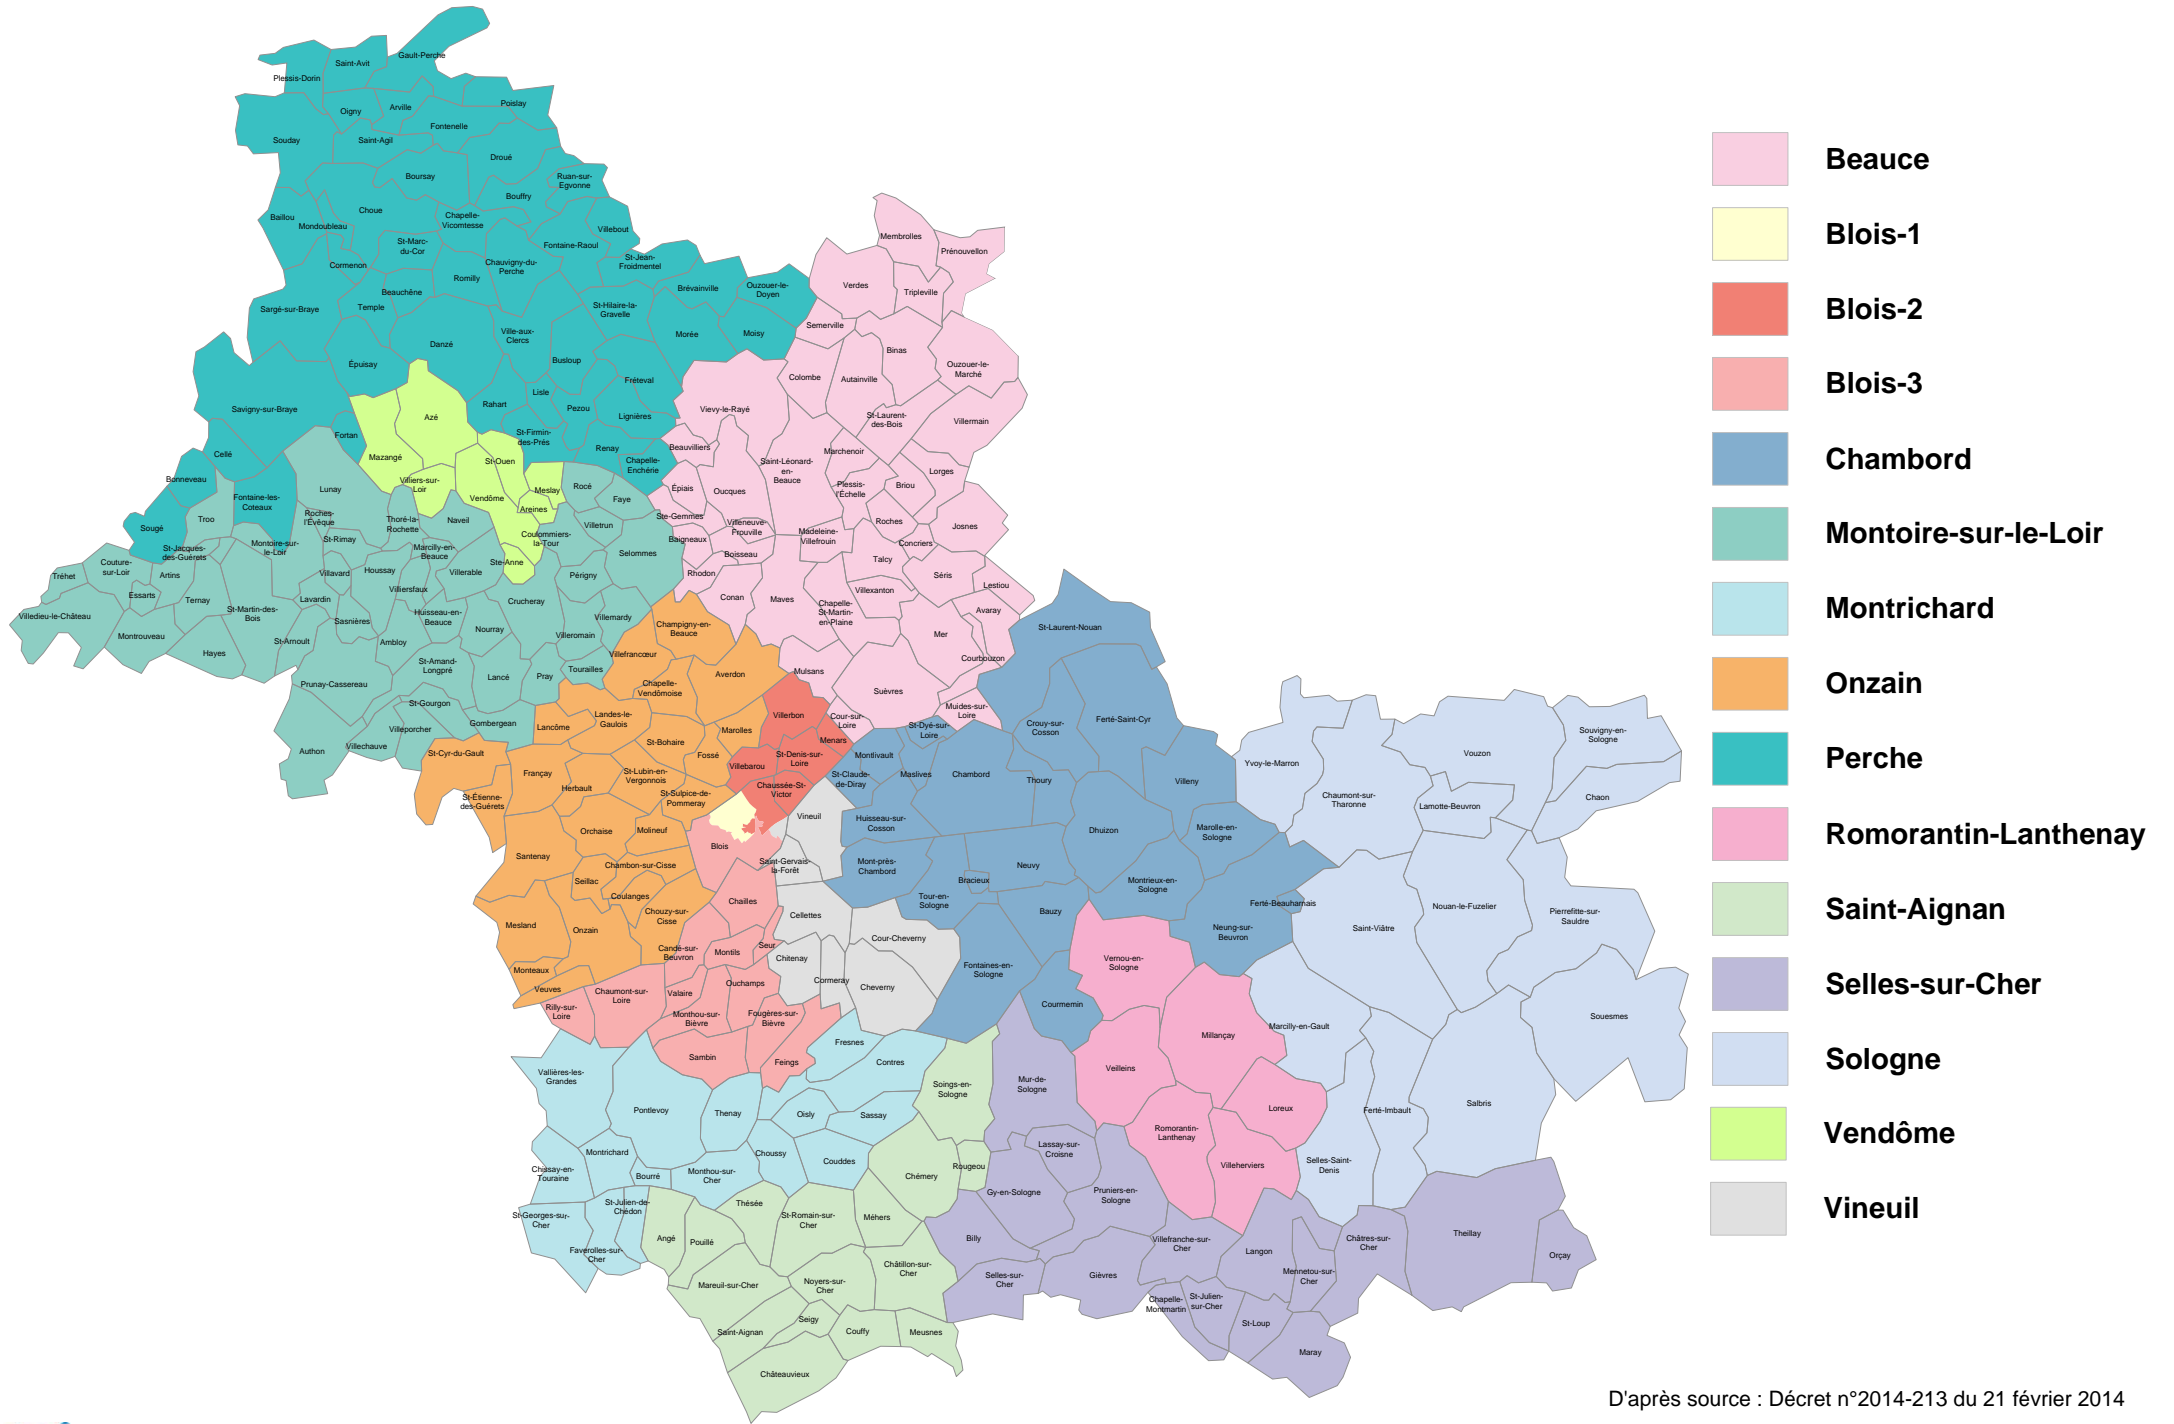 Gault-Perche
Saint-Avit
Plessis-Dorin
Poislay
Arville
Oigny
Fontenelle
Souday
Saint-Agil
Droué
Boursay
Ruan-sur-
Egvonne
Bouffry
Choue
Baillou
Chapelle-
Vicomtesse
Mondoubleau
Villebout
St-Marc-
du-Cor
Fontaine-Raoul
Cormenon
Chauvigny-du-
Perche
St-Jean-
Froidmentel
Romilly
Beauchêne
Brévainville
Ouzouer-le-
Doyen
Temple
Sargé-sur-Braye
St-Hilaire-la-
Gravelle
Ville-aux-
Clercs
Morée
Moisy
Danzé
Busloup
Épuisay
Fréteval
Lisle
Rahart
Pezou
Savigny-sur-Braye
Lignières
Azé
Fortan
St-Firmin-
des-Prés
Renay
Cellé
Mazangé
St-Ouen
Chapelle-
Enchérie
Bonneveau
Villiers-sur-
Loir
Meslay
Rocé
Lunay
Vendôme
Fontaine-les-
Coteaux
Faye
Areines
Troo
Roches-
l'Évêque
Thoré-la-
Rochette
Naveil
Villetrun
Sougé
St-Rimay
Coulommiers-
la-Tour
Montoire-sur-
le-Loir
St-Jacques-
des-Guérets
Marcilly-en-
Beauce
Selommes
Couture-
sur-Loir
Ste-Anne
Tréhet
Artins
Villavard
Houssay
Villerable
Périgny
Villiersfaux
Essarts
Ternay
Lavardin
Crucheray
St-Martin-des-
Bois
Villedieu-le-Château
Sasnières
Huisseau-en-
Beauce
Villemardy
Nourray
Montrouveau
St-Arnoult
Ambloy
Villeromain
Hayes
St-Amand-
Longpré
Tourailles
Lancé
Pray
Prunay-Cassereau
St-Gourgon
Gombergean
Villeporcher
Villechauve
Authon
Membrolles
Prénouvellon
Verdes
Tripleville
Semerville
Binas
Ouzouer-le-
Marché
Colombe
Autainville
Vievy-le-Rayé
St-Laurent-
des-Bois
Villermain
Beauvilliers
Marchenoir
Saint-Léonard-
en-
Beauce
Lorges
Épiais
Oucques
Plessis-
l'Échelle
Briou
Ste-Gemmes
Villeneuve-
Frouville
Roches
Josnes
Baigneaux
Madeleine-
Villefrouin
Concriers
Boisseau
Talcy
Rhodon
Séris
Lestiou
Conan
Maves
Villexanton
Chapelle-
St-Martin-
en-Plaine
Avaray
Mer
Courbouzon
Mulsans
Suèvres
Muides-sur-
Loire
Cour-sur-
Loire
Champigny-en-
Beauce
Villefrancœur
Averdon
Chapelle-
Vendômoise
Landes-le-
Gaulois
Lancôme
Marolles
St-Bohaire
St-Cyr-du-Gault
Fossé
Françay
St-Lubin-en-
Vergonnois
Herbault
St-Étienne-
des-Guérets
St-Sulpice-de-
Pommeray
Orchaise
Molineuf
Santenay
Chambon-sur-Cisse
Seillac
Coulanges
Chouzy-sur-
Cisse
Mesland
Onzain
Monteaux
Veuves
Villerbon
Menars
St-Denis-sur-
Loire
Villebarou
Chaussée-St-
Victor
Blois
Chailles
Candé-sur-
Beuvron
Montils
Seur
Ouchamps
Valaire
Chaumont-sur-
Loire
Rilly-sur-
Loire
Monthou-sur-
Bièvre
Fougères-sur-
Bièvre
Sambin
Feings
Vineuil
Saint-Gervais-
la-Forêt
Cellettes
Cour-Cheverny
Chitenay
Cormeray
Cheverny
St-Laurent-Nouan
St-Dyé-sur-
Loire
Crouy-sur-
Cosson
Ferté-Saint-Cyr
Montlivault
Maslives
St-Claude-
de-Diray
Chambord
Thoury
Villeny
Huisseau-sur-
Cosson
Dhuizon
Marolle-en-
Sologne
Mont-près-
Chambord
Neuvy
Bracieux
Montrieux-en-
Sologne
Tour-en-
Sologne
Bauzy
Ferté-Beauharnais
Neung-sur-
Beuvron
Fontaines-en-
Sologne
Courmemin
Yvoy-le-Marron
Vouzon
Souvigny-en-
Sologne
Chaumont-sur-
Tharonne
Lamotte-Beuvron
Chaon
Nouan-le-Fuzelier
Pierrefitte-sur-
Sauldre
Saint-Viâtre
Souesmes
Marcilly-en-Gault
Salbris
Ferté-Imbault
Selles-Saint-
Denis
Vernou-en-
Sologne
Millançay
Veilleins
Loreux
Romorantin-
Lanthenay
Villeherviers
Fresnes
Contres
Vallières-les-
Grandes
Pontlevoy
Thenay
Oisly
Sassay
Montrichard
Choussy
Couddes
Chissay-en-
Touraine
Bourré
Monthou-sur-
Cher
St-Julien-de-
Chédon
St-Georges-sur-
Cher
Faverolles-sur-
Cher
Soings-en-
Sologne
Rougeou
Chémery
Thésée
St-Romain-sur-
Cher
Méhers
Angé
Pouillé
Châtillon-sur-
Cher
Mareuil-sur-Cher
Noyers-sur-
Cher
Seigy
Saint-Aignan
Couffy
Meusnes
Châteauvieux
Mur-de-
Sologne
Lassay-sur-
Croisne
Gy-en-Sologne
Pruniers-en-
Sologne
Billy
Villefranche-sur-
Cher
Langon
Châtres-sur-
Cher
Theillay
Orçay
Selles-sur-
Cher
Gièvres
Mennetou-sur-
Cher
Chapelle-
Montmartin
St-Julien-
sur-Cher
St-Loup
Maray
Beauce
Blois-1
Blois-2
Blois-3
Chambord
Montoire-sur-le-Loir
Montrichard
Onzain
Perche
Romorantin-Lanthenay
Saint-Aignan
Selles-sur-Cher
Sologne
Vendôme
Vineuil
D'après source : Décret n°2014-213 du 21 février 2014